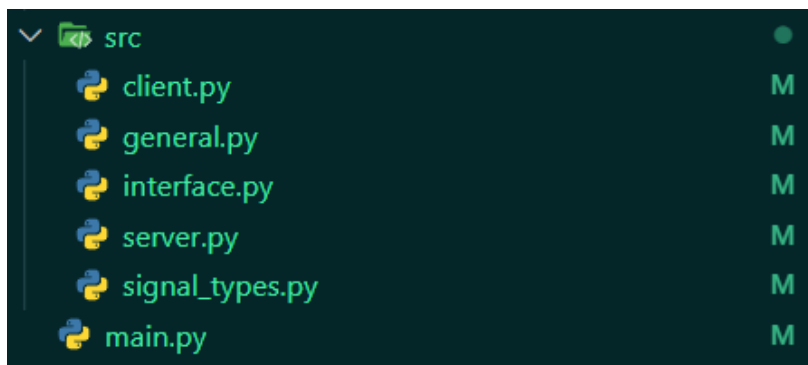 src
client.py M
general.py M
interface.py M
server.py M
signal_types.py M
main.py M